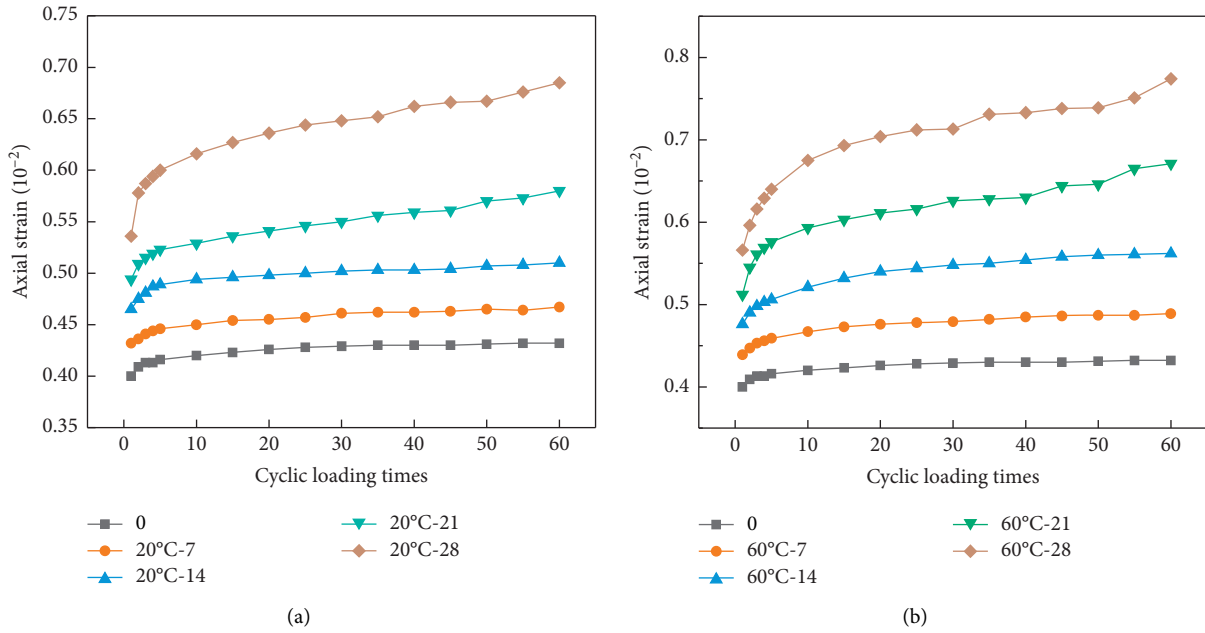 0.75
0.70
0.65
0.60
0.55
0.50
0.45
0.40
0.35
Axial strain (10⁻²)
0 10 20 30 40 50 60
Cyclic loading times
0
20°C-7
20°C-14
20°C-21
20°C-28
(a)
0.8
0.7
0.6
0.5
0.4
Axial strain (10⁻²)
0 10 20 30 40 50 60
Cyclic loading times
0
60°C-7
60°C-14
60°C-21
60°C-28
(b)